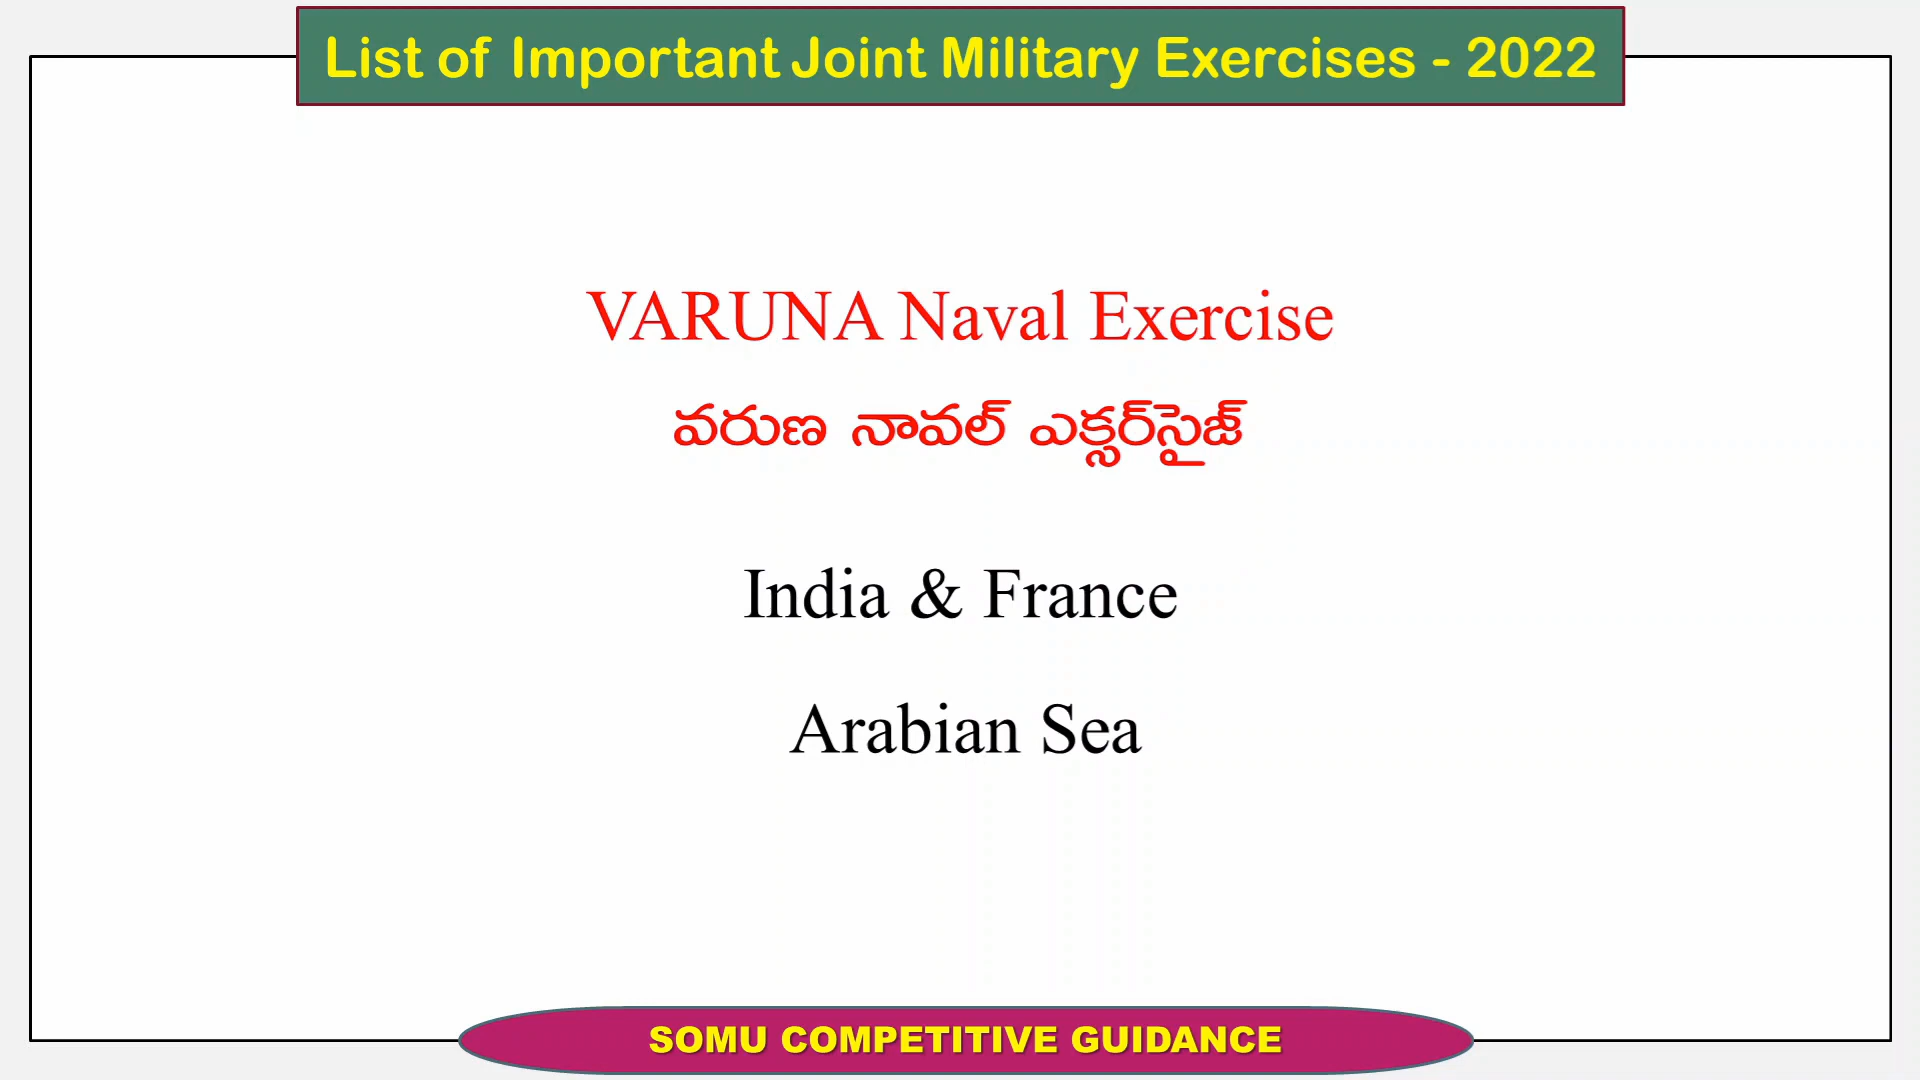 List of Important Joint Military Exercises - 2022
VARUNA Naval Exercise
వరుణ నావల్ ఎక్సర్‌సైజ్
India & France
Arabian Sea
SOMU COMPETITIVE GUIDANCE